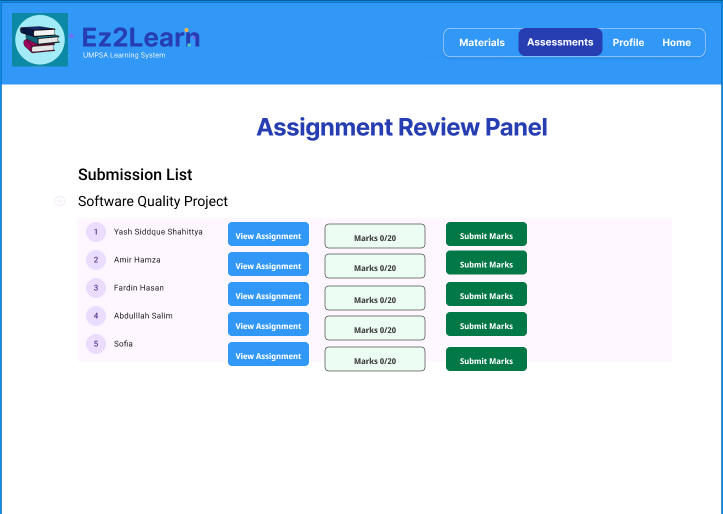 Ez2Learn
UMPSA Learning System
Materials Assessments Profile Home
Assignment Review Panel
Submission List
Software Quality Project
1 Yash Siddque Shahittya View Assignment Marks 0/20 Submit Marks
2 Amir Hamza View Assignment Marks 0/20 Submit Marks
3 Fardin Hasan View Assignment Marks 0/20 Submit Marks
4 Abdulllah Salim View Assignment Marks 0/20 Submit Marks
5 Sofia View Assignment Marks 0/20 Submit Marks